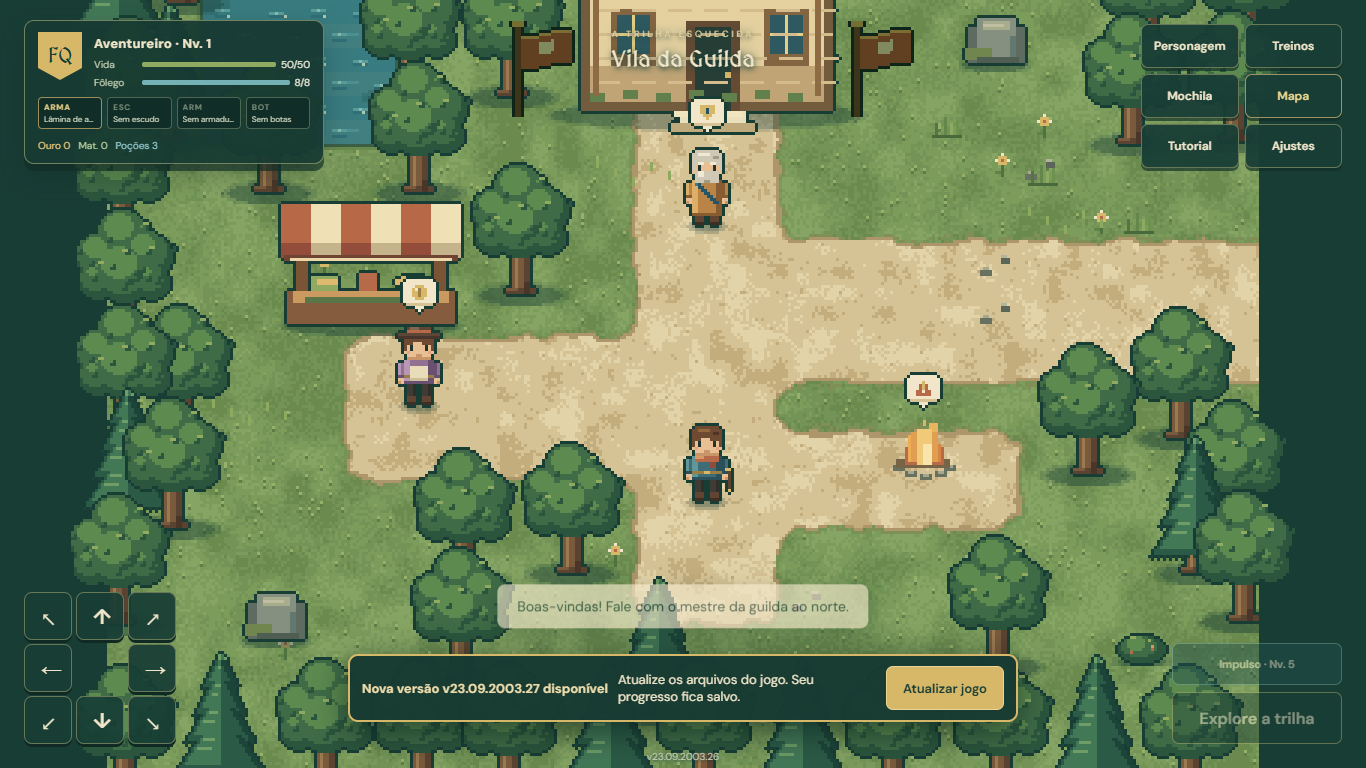 FQ
Aventureiro · Nv. 1
Vida 50/50
Fôlego 8/8
ARMA
Lâmina de a...
ESC
Sem escudo
ARM
Sem armadu...
BOT
Sem botas
Ouro 0 Mat. 0 Poções 3
A TRILHA ESQUECIDA
Vila da Guilda
Personagem
Treinos
Mochila
Mapa
Tutorial
Ajustes
Boas-vindas! Fale com o mestre da guilda ao norte.
Nova versão v23.09.2003.27 disponível
Atualize os arquivos do jogo. Seu
progresso fica salvo.
Atualizar jogo
Impulso · Nv. 5
Explore a trilha
v23.09.2003.26